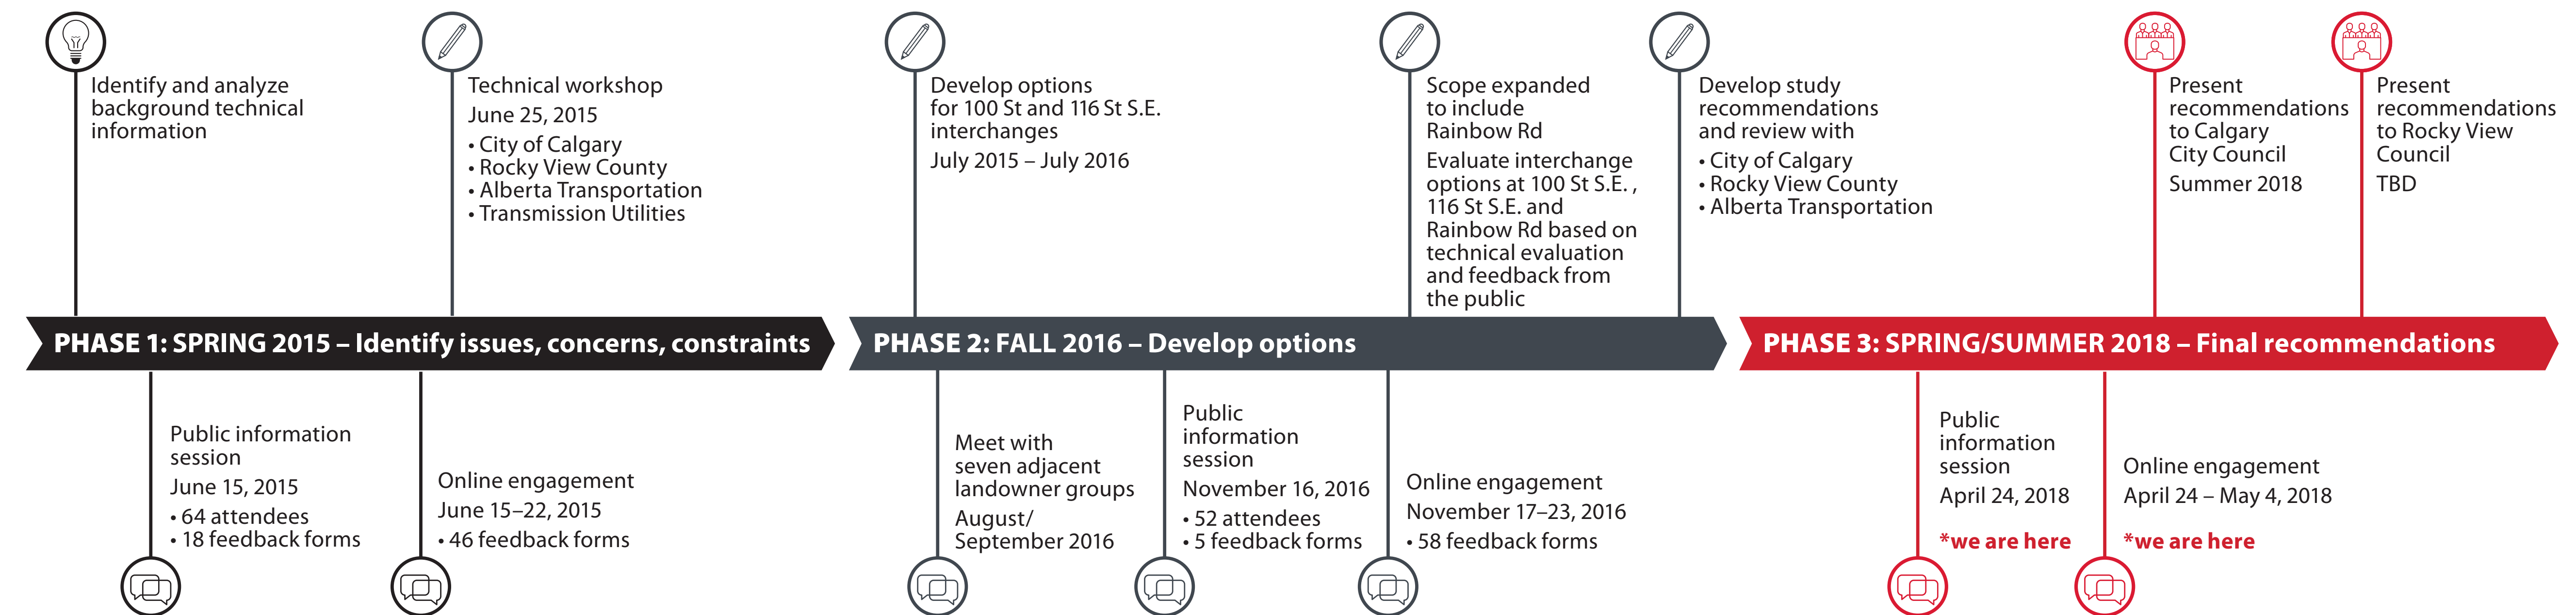 Identify and analyze
background technical
information
Technical workshop
June 25, 2015
• City of Calgary
• Rocky View County
• Alberta Transportation
• Transmission Utilities
Develop options
for 100 St and 116 St S.E.
interchanges
July 2015 – July 2016
Scope expanded
to include
Rainbow Rd
Evaluate interchange
options at 100 St S.E. ,
116 St S.E. and
Rainbow Rd based on
technical evaluation
and feedback from
the public
Develop study
recommendations
and review with
• City of Calgary
• Rocky View County
• Alberta Transportation
Present
recommendations
to Calgary
City Council
Summer 2018
Present
recommendations
to Rocky View
Council
TBD
PHASE 1: SPRING 2015 – Identify issues, concerns, constraints
PHASE 2: FALL 2016 – Develop options
PHASE 3: SPRING/SUMMER 2018 – Final recommendations
Public information
session
June 15, 2015
• 64 attendees
• 18 feedback forms
Online engagement
June 15–22, 2015
• 46 feedback forms
Meet with
seven adjacent
landowner groups
August/
September 2016
Public
information
session
November 16, 2016
• 52 attendees
• 5 feedback forms
Online engagement
November 17–23, 2016
• 58 feedback forms
Public
information
session
April 24, 2018
*we are here
Online engagement
April 24 – May 4, 2018
*we are here